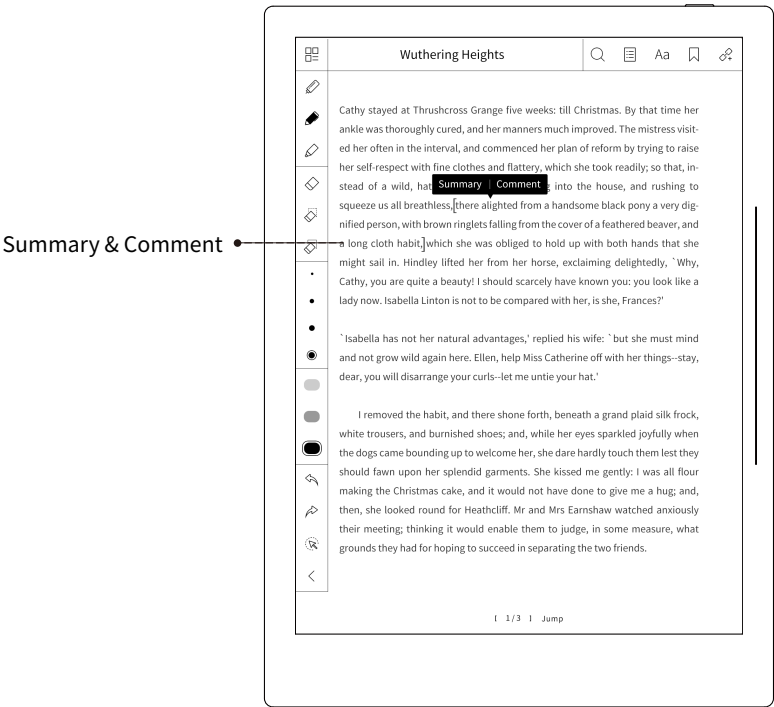 Wuthering Heights
Aa
Cathy stayed at Thrushcross Grange five weeks: till Christmas. By that time her
ankle was thoroughly cured, and her manners much improved. The mistress visit-
ed her often in the interval, and commenced her plan of reform by trying to raise
her self-respect with fine clothes and flattery, which she took readily; so that, in-
stead of a wild, hat
Summary | Comment
into the house, and rushing to
squeeze us all breathless,[there alighted from a handsome black pony a very dig-
nified person, with brown ringlets falling from the cover of a feathered beaver, and
Summary & Comment
a long cloth habit,]which she was obliged to hold up with both hands that she
might sail in. Hindley lifted her from her horse, exclaiming delightedly, `Why,
Cathy, you are quite a beauty! I should scarcely have known you: you look like a
lady now. Isabella Linton is not to be compared with her, is she, Frances?'
`Isabella has not her natural advantages,' replied his wife: `but she must mind
and not grow wild again here. Ellen, help Miss Catherine off with her things--stay,
dear, you will disarrange your curls--let me untie your hat.'
I removed the habit, and there shone forth, beneath a grand plaid silk frock,
white trousers, and burnished shoes; and, while her eyes sparkled joyfully when
the dogs came bounding up to welcome her, she dare hardly touch them lest they
should fawn upon her splendid garments. She kissed me gently: I was all flour
making the Christmas cake, and it would not have done to give me a hug; and,
then, she looked round for Heathcliff. Mr and Mrs Earnshaw watched anxiously
their meeting; thinking it would enable them to judge, in some measure, what
grounds they had for hoping to succeed in separating the two friends.
[ 1/3 ] Jump